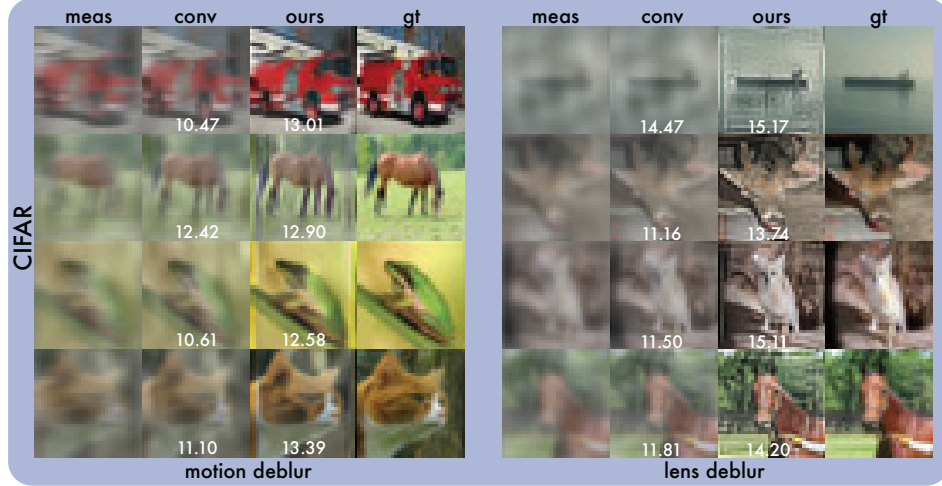 meas conv ours gt
meas conv ours gt
CIFAR
10.47 13.01
12.42 12.90
10.61 12.58
11.10 13.39
14.47 15.17
11.16 13.74
11.50 15.11
11.81 14.20
motion deblur
lens deblur